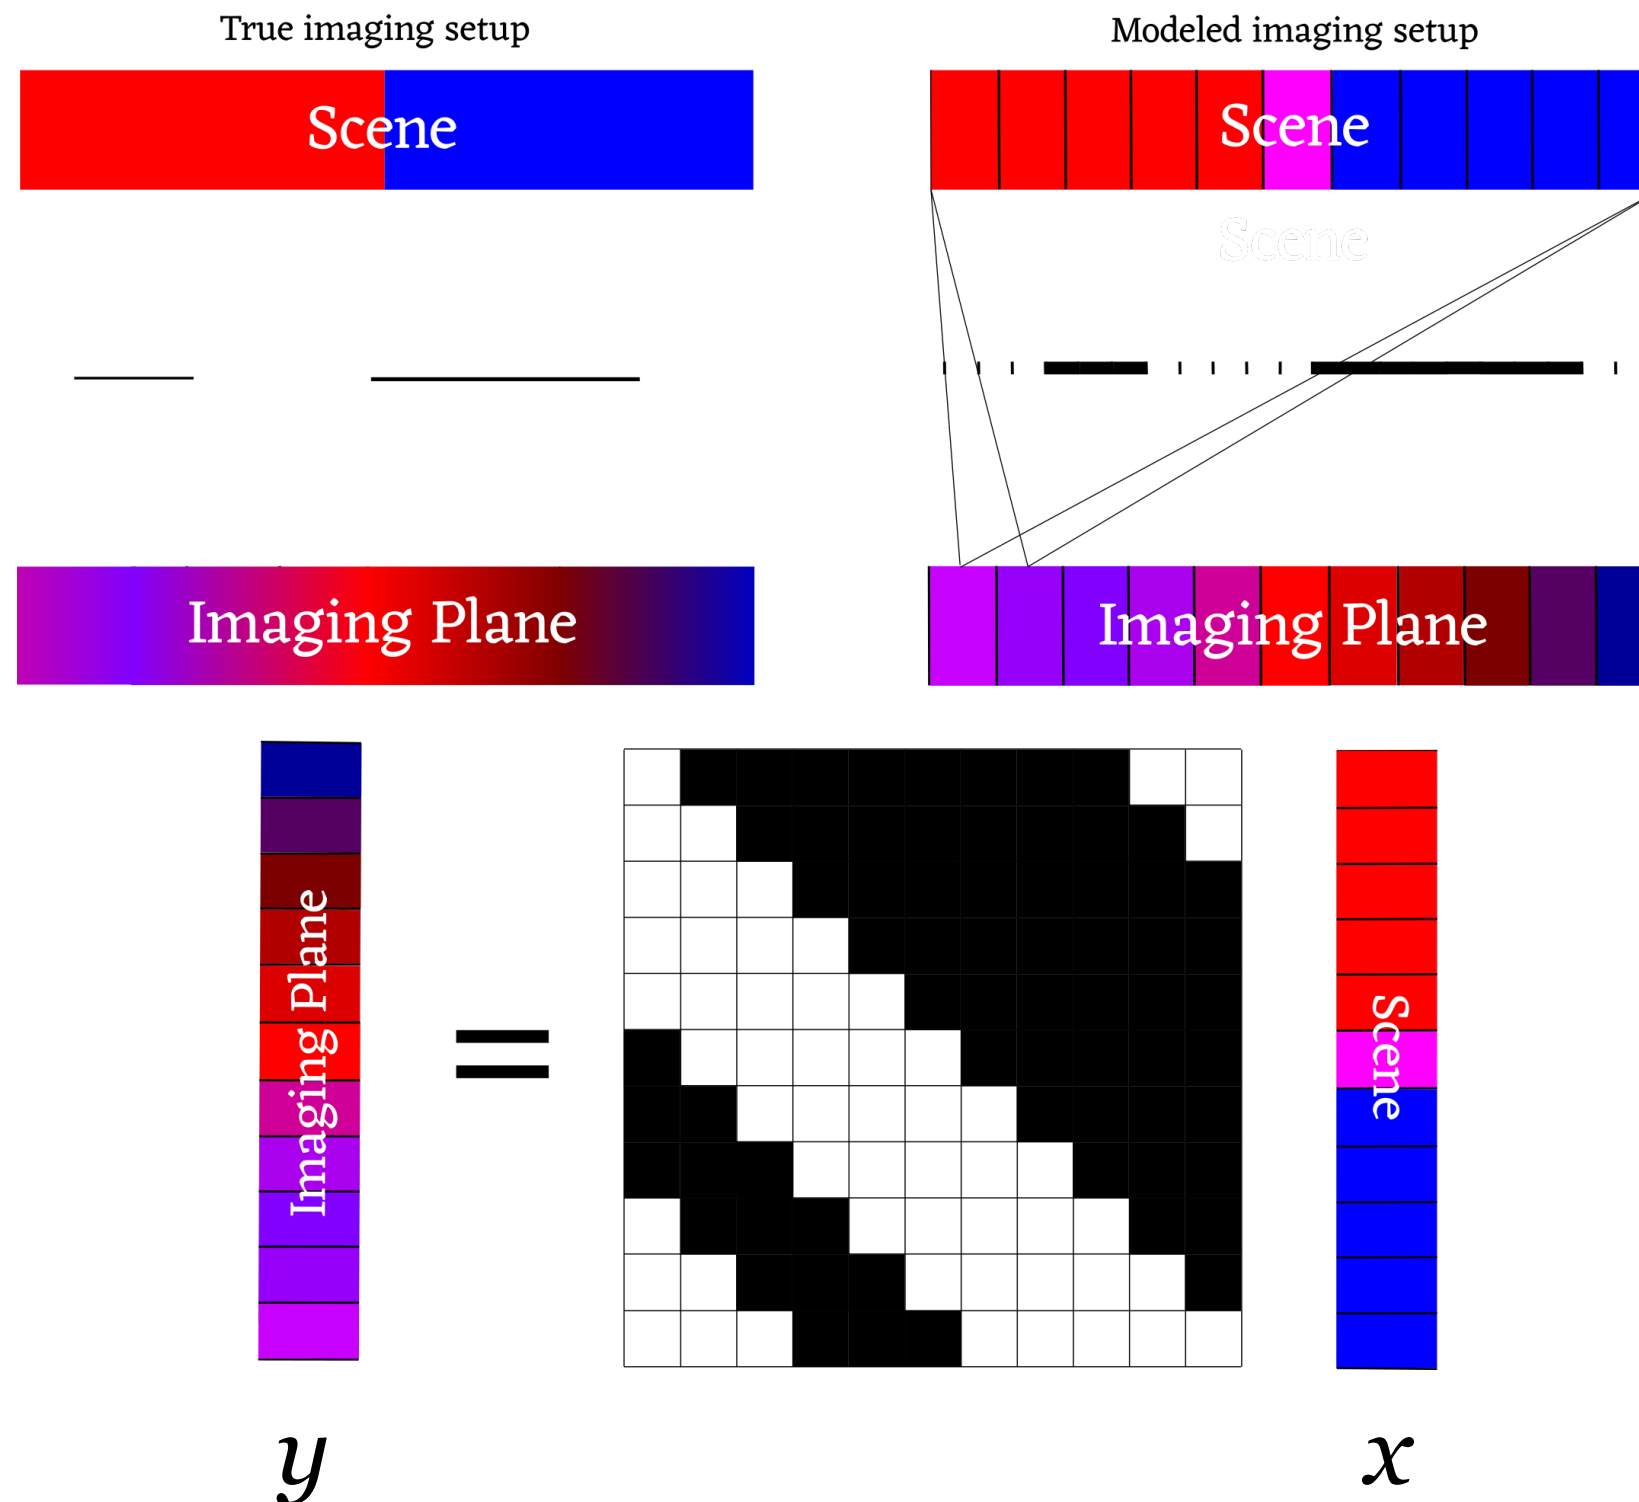 True imaging setup
Modeled imaging setup
Scene
Scene
Scene
Imaging Plane
Imaging Plane
Imaging Plane
=
Scene
y
x